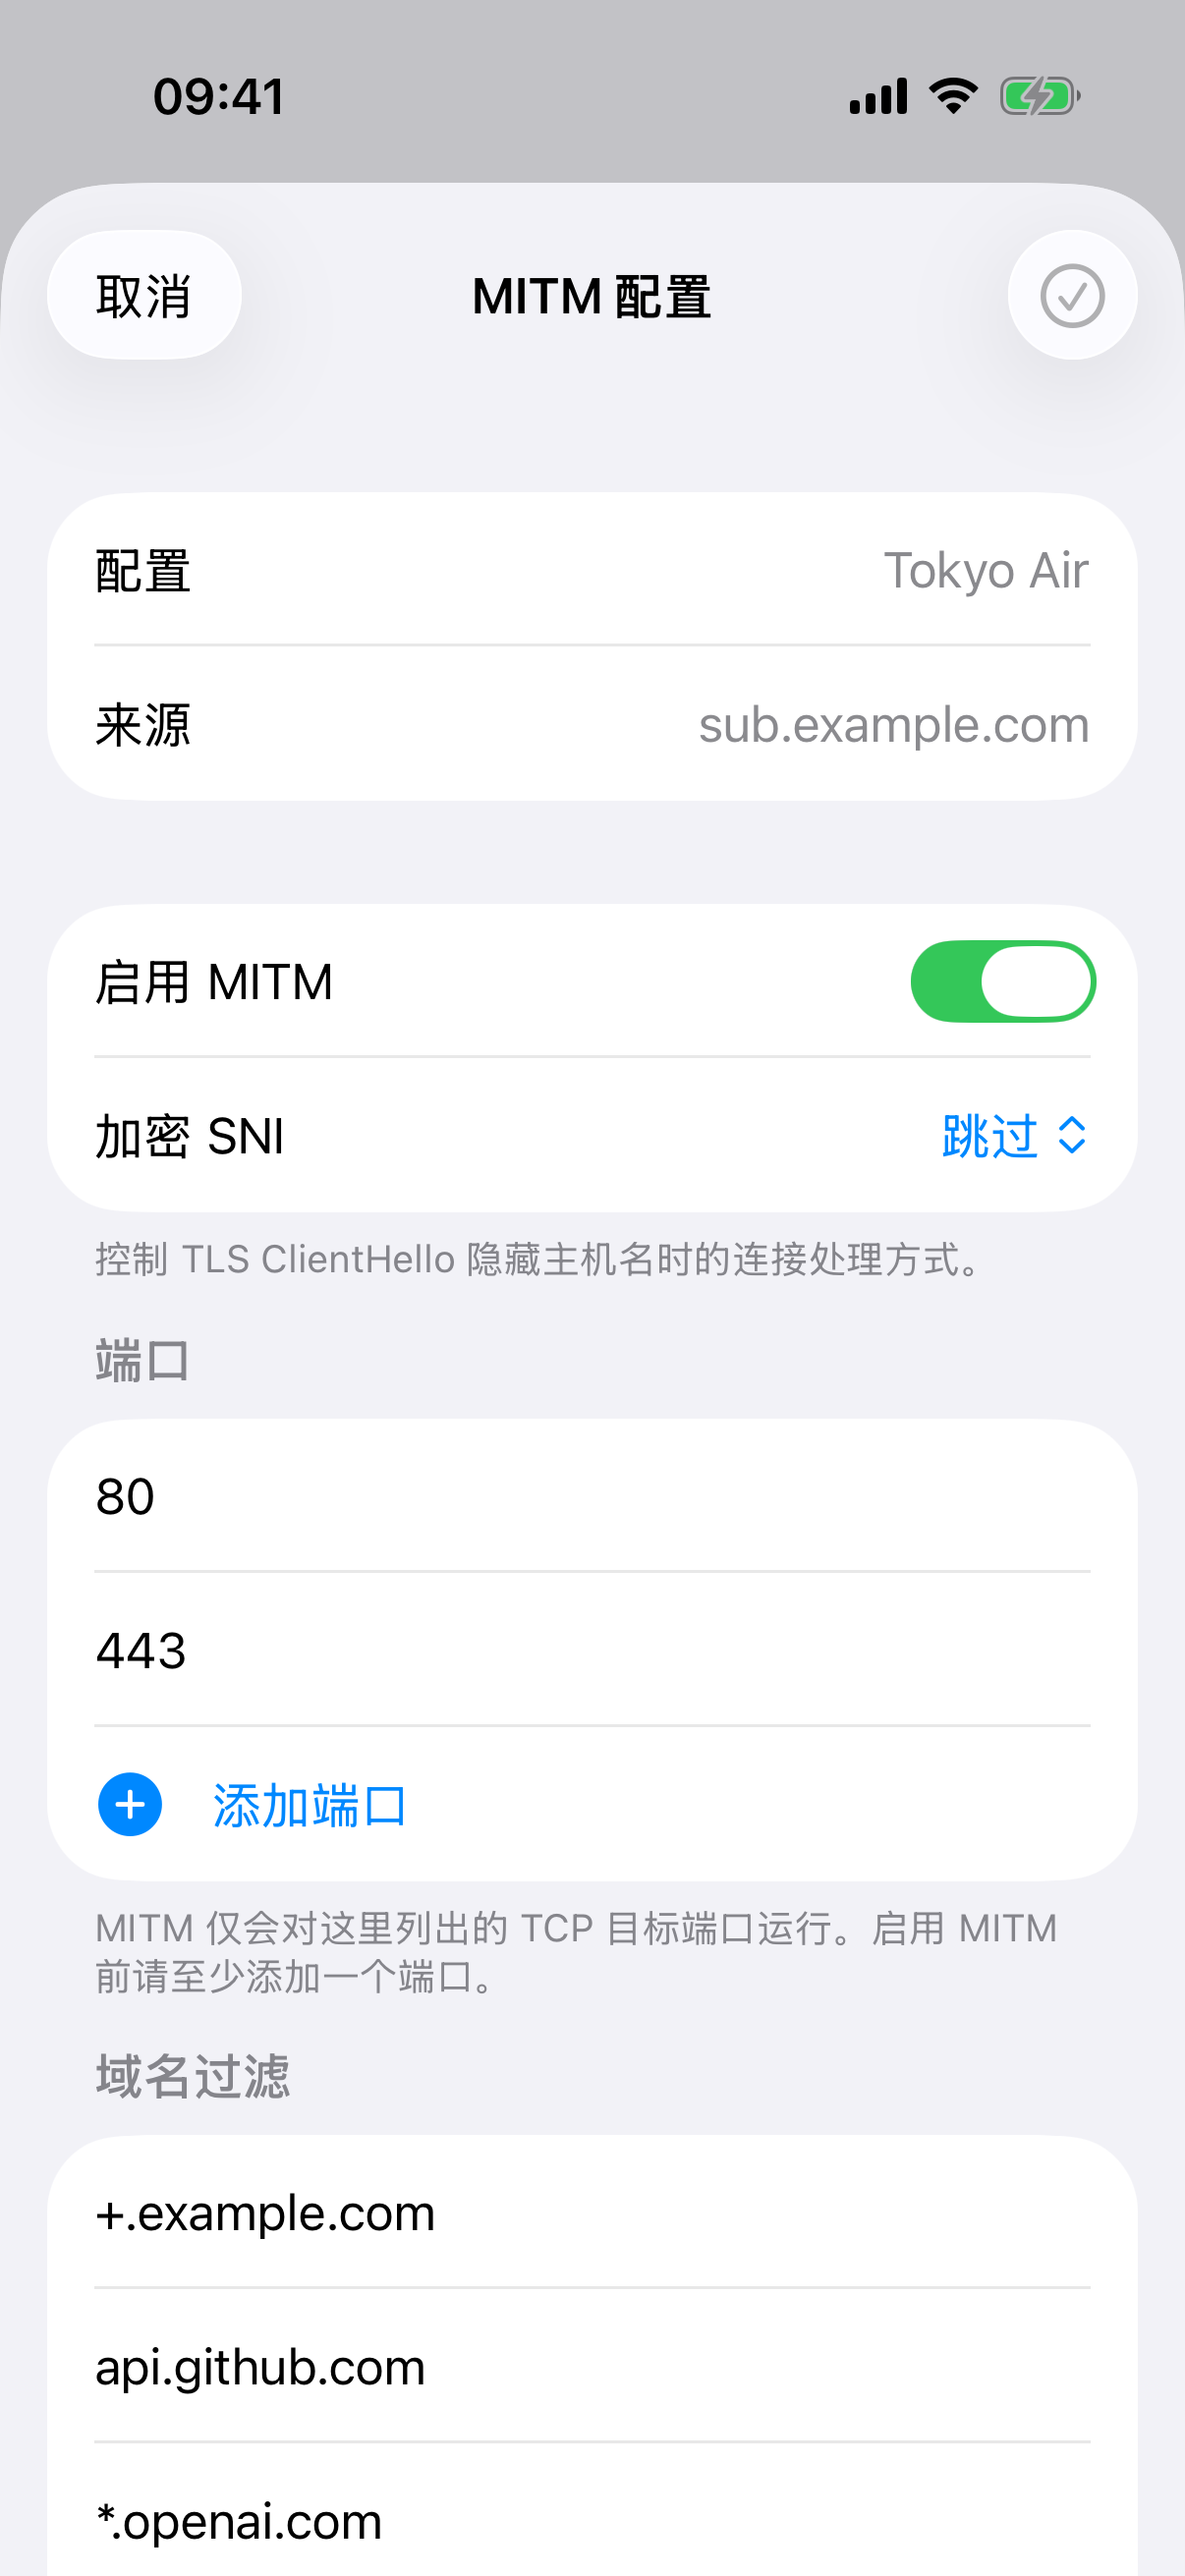 09:41
取消
MITM 配置
配置
Tokyo Air
来源
sub.example.com
启用 MITM
加密 SNI
跳过
控制 TLS ClientHello 隐藏主机名时的连接处理方式。
端口
80
443
添加端口
MITM 仅会对这里列出的 TCP 目标端口运行。启用 MITM
前请至少添加一个端口。
域名过滤
+.example.com
api.github.com
*.openai.com